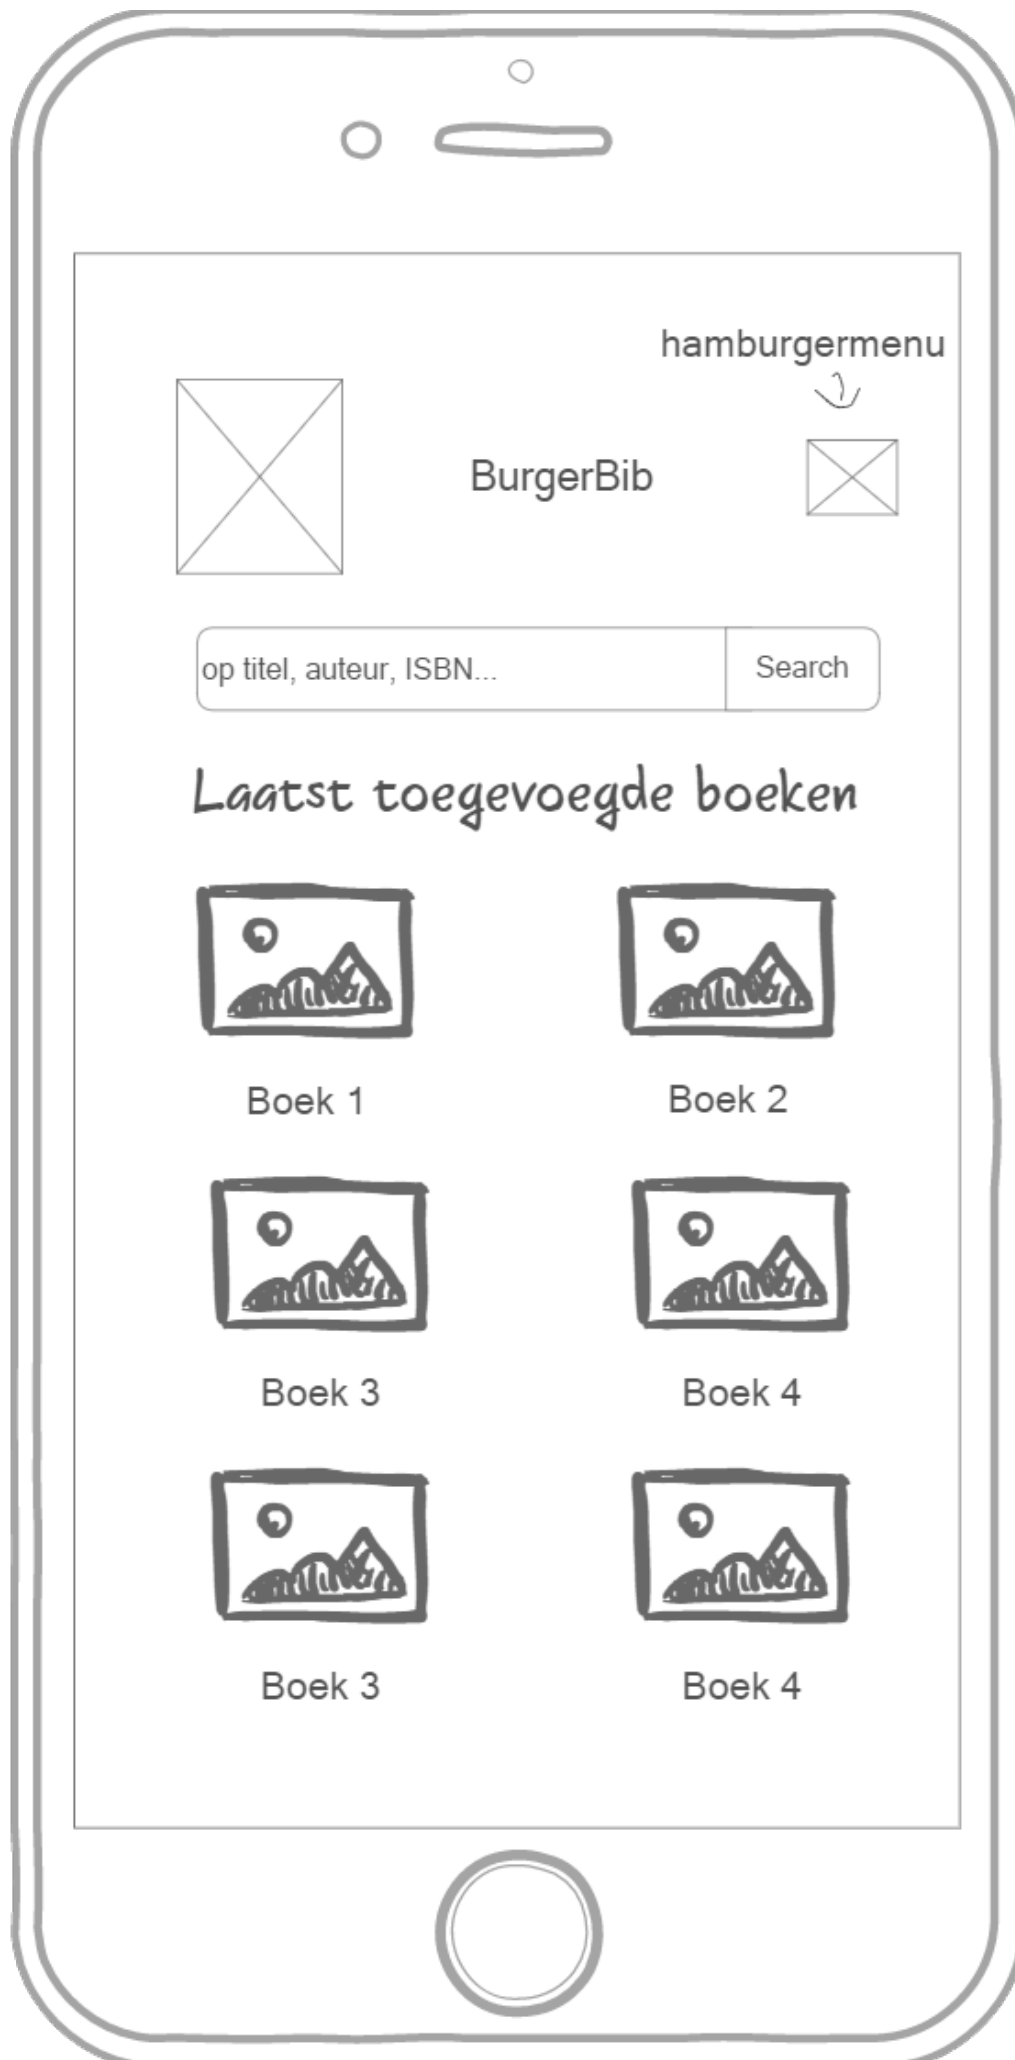 hamburgermenu
BurgerBib
op titel, auteur, ISBN...
Search
Laatst toegevoegde boeken
Boek 1
Boek 2
Boek 3
Boek 4
Boek 3
Boek 4